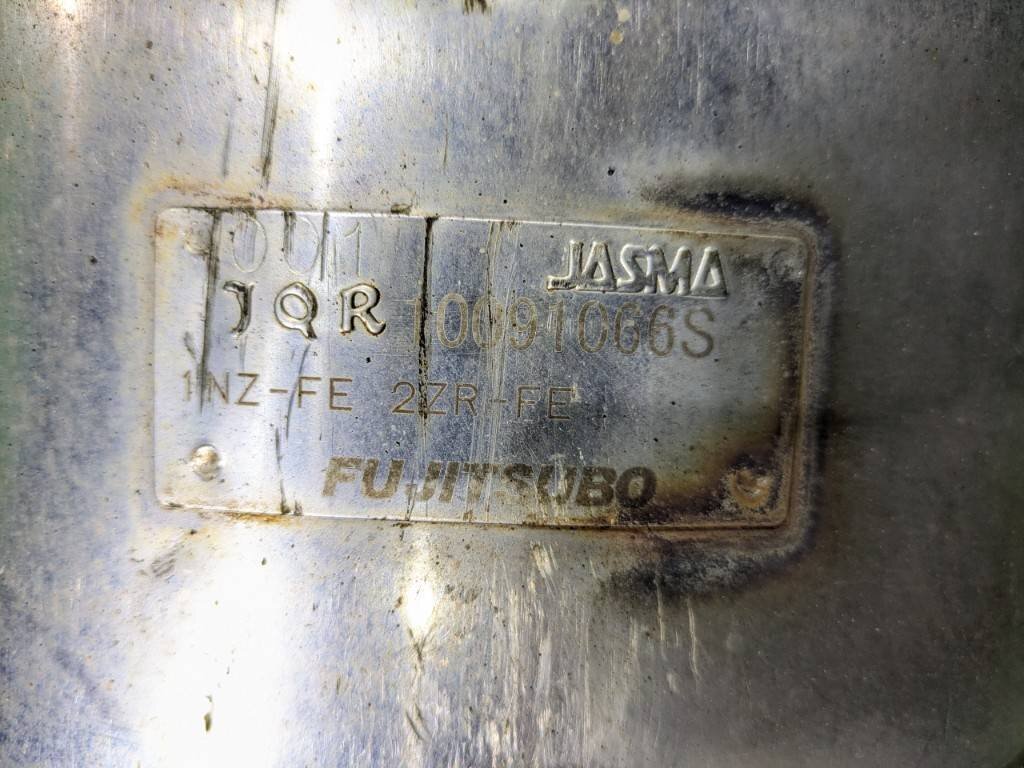 001
JASMA
JQR 10091066S
1NZ-FE 2ZR-FE
FUJITSUBO